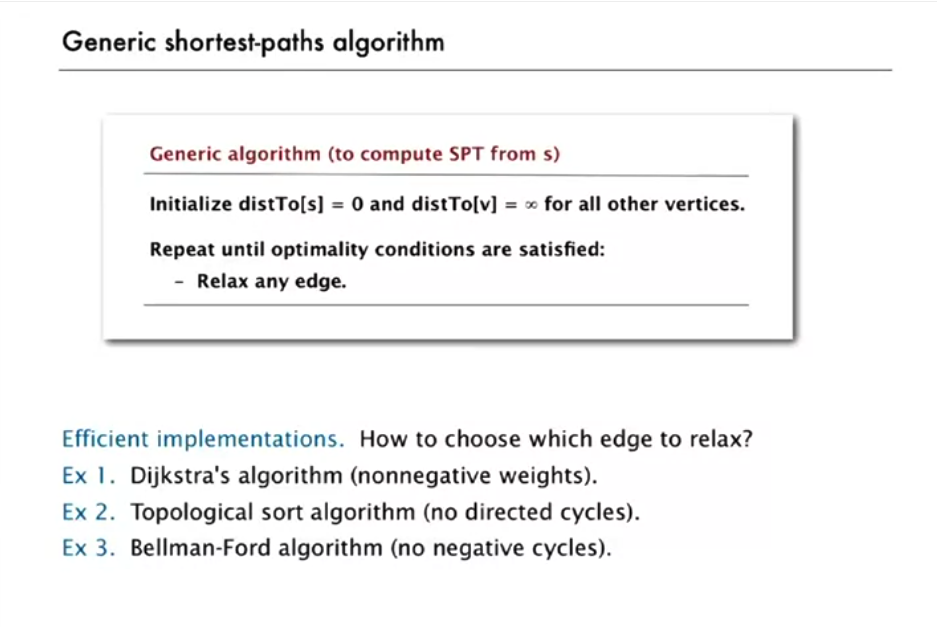 Generic shortest-paths algorithm
Generic algorithm (to compute SPT from s)
Initialize distTo[s] = 0 and distTo[v] = ∞ for all other vertices.
Repeat until optimality conditions are satisfied:
- Relax any edge.
Efficient implementations. How to choose which edge to relax?
Ex 1. Dijkstra's algorithm (nonnegative weights).
Ex 2. Topological sort algorithm (no directed cycles).
Ex 3. Bellman-Ford algorithm (no negative cycles).